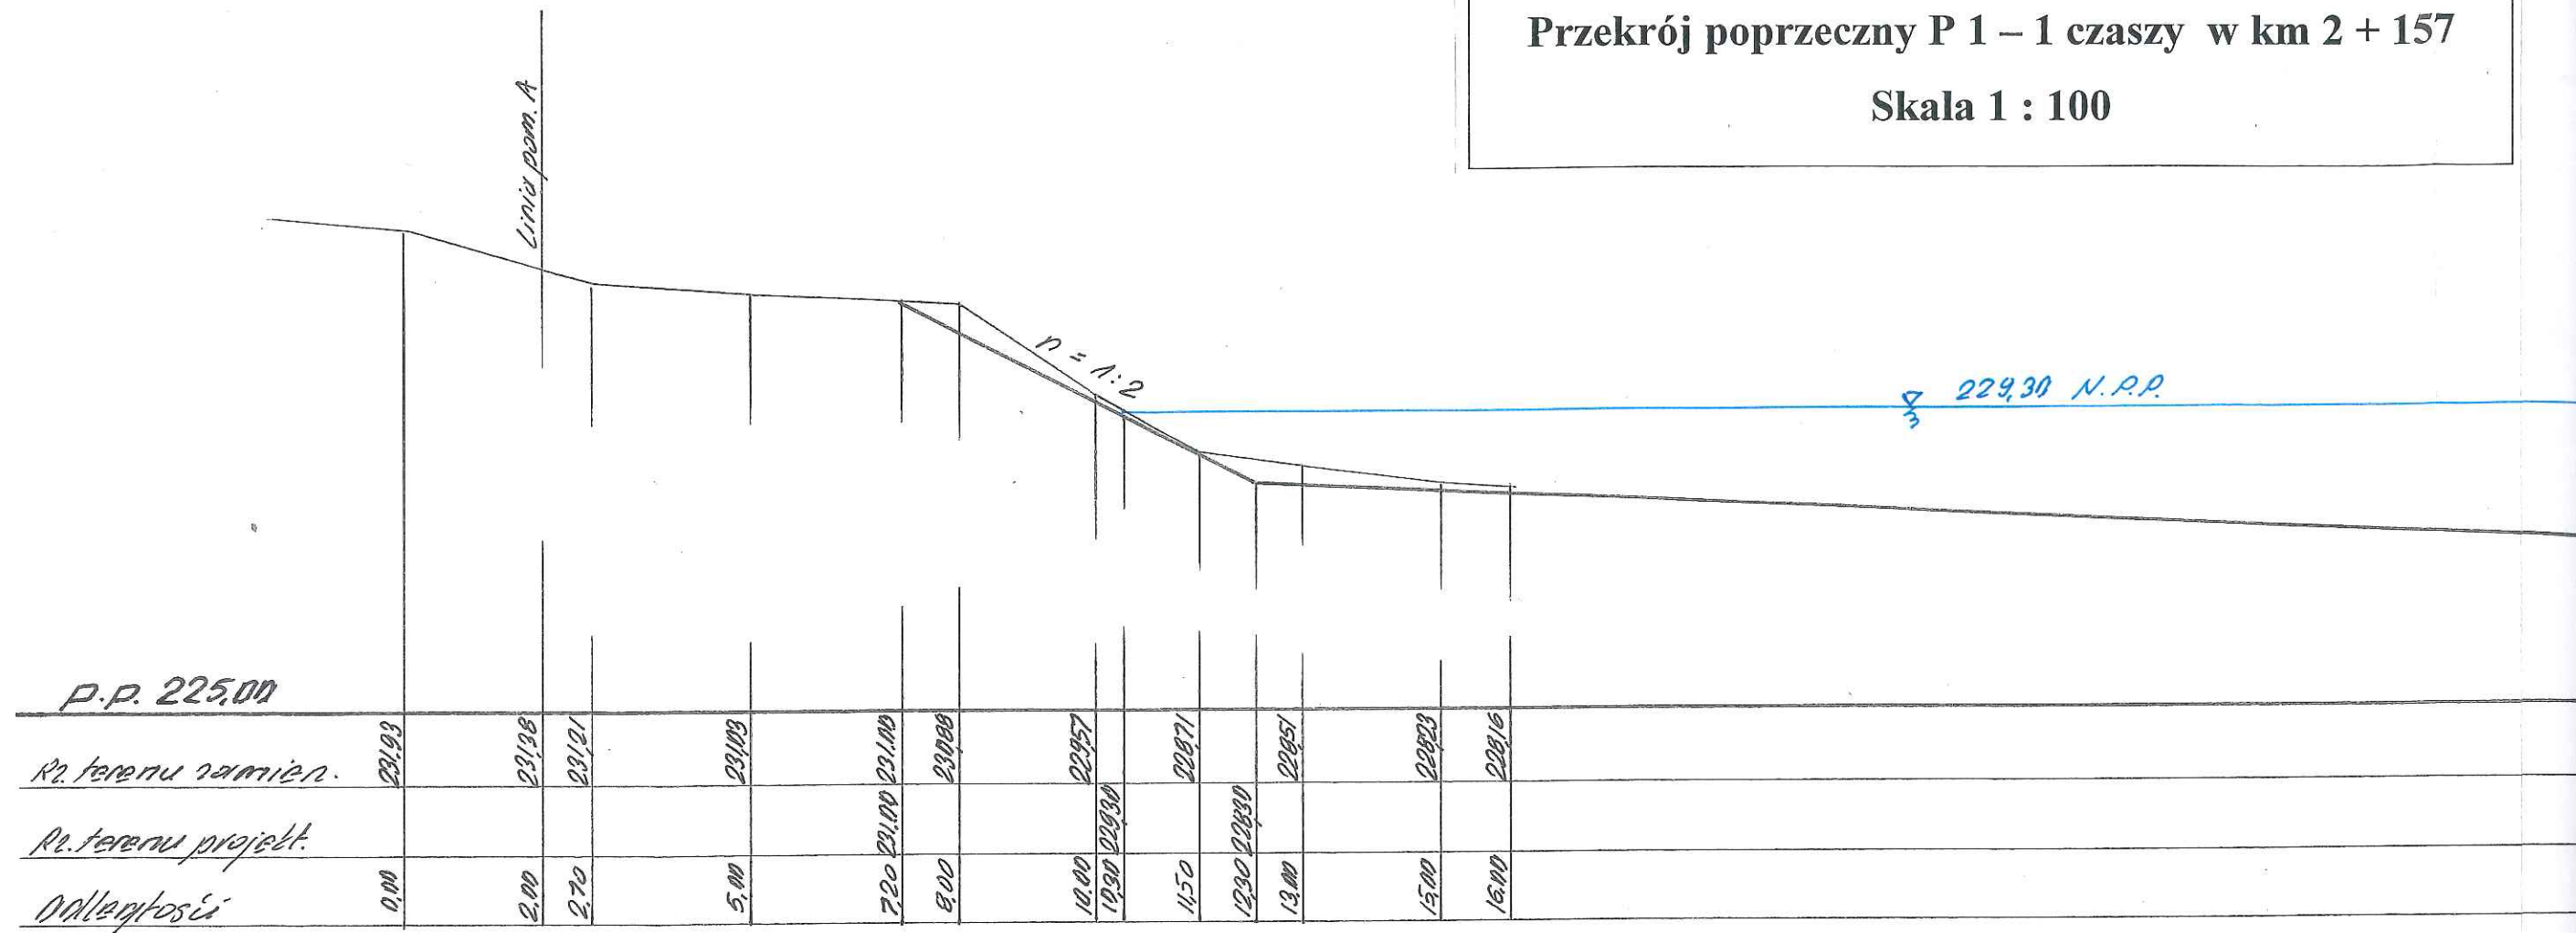 Przekrój poprzeczny P 1 – 1 czaszy w km 2 + 157
Skala 1 : 100
Linia pom. A
n = 1:2
229,30 N.P.P.
P.P. 225,00
Rz. terenu zamierz. 231,93 231,38 231,21 231,03 231,00 230,88 229,57 228,71 228,51 228,23 228,16
Rz. terenu projekt. 231,00 229,30 228,30
Odległości 0,00 2,00 2,70 5,00 7,20 8,00 10,00 10,30 11,50 12,30 13,00 15,00 16,00